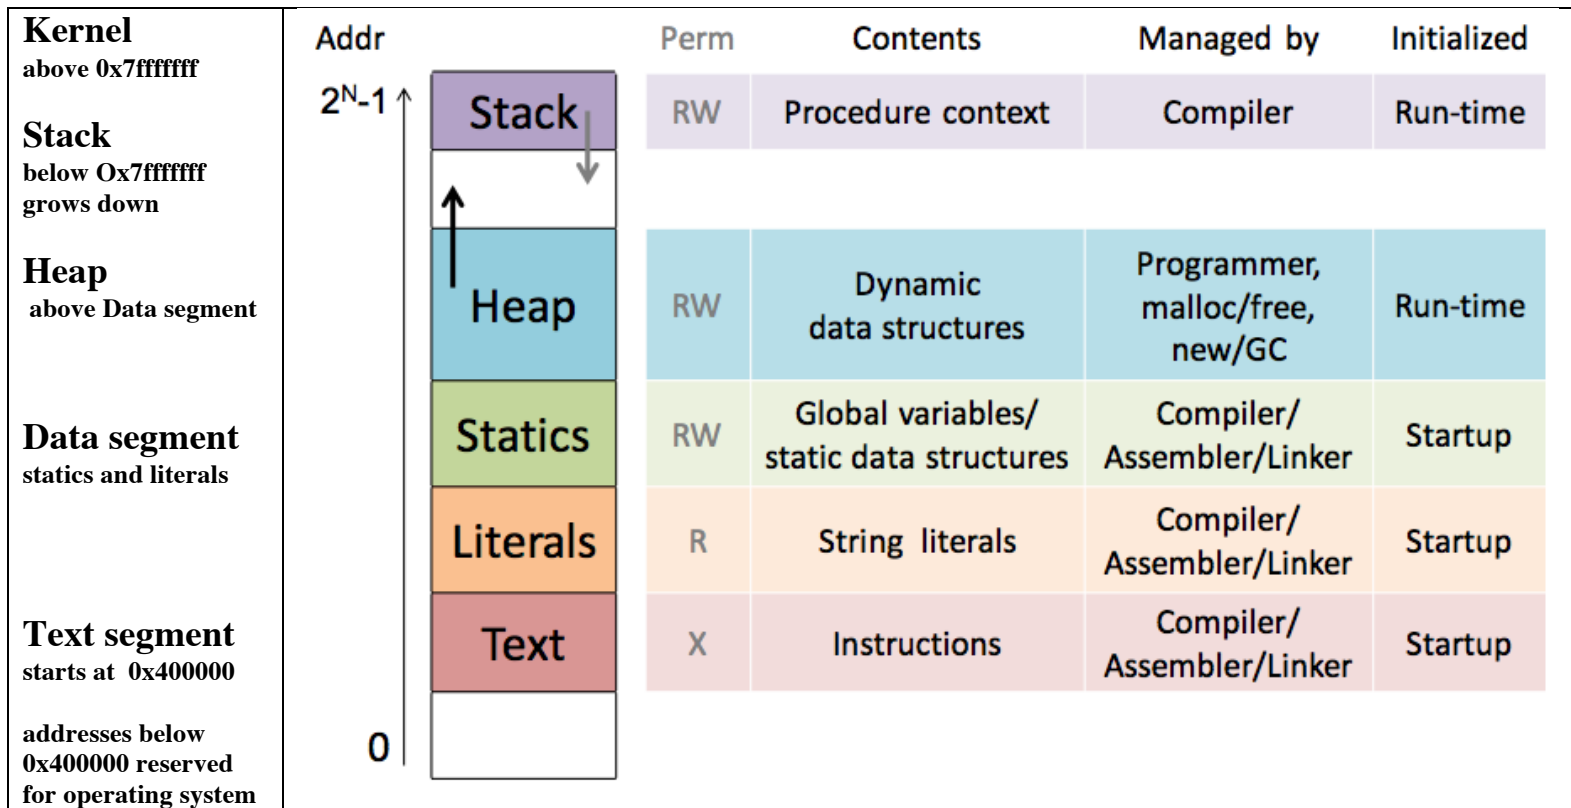 Kernel
above 0x7fffffff
Stack
below Ox7fffffff
grows down
Heap
above Data segment
Data segment
statics and literals
Text segment
starts at 0x400000
addresses below
0x400000 reserved
for operating system
Addr
2^N-1
0
Stack
Heap
Statics
Literals
Text
Perm Contents Managed by Initialized
RW Procedure context Compiler Run-time
RW
Dynamic
data structures
Programmer,
malloc/free,
new/GC
Run-time
RW
Global variables/
static data structures
Compiler/
Assembler/Linker
Startup
R
String literals
Compiler/
Assembler/Linker
Startup
X
Instructions
Compiler/
Assembler/Linker
Startup